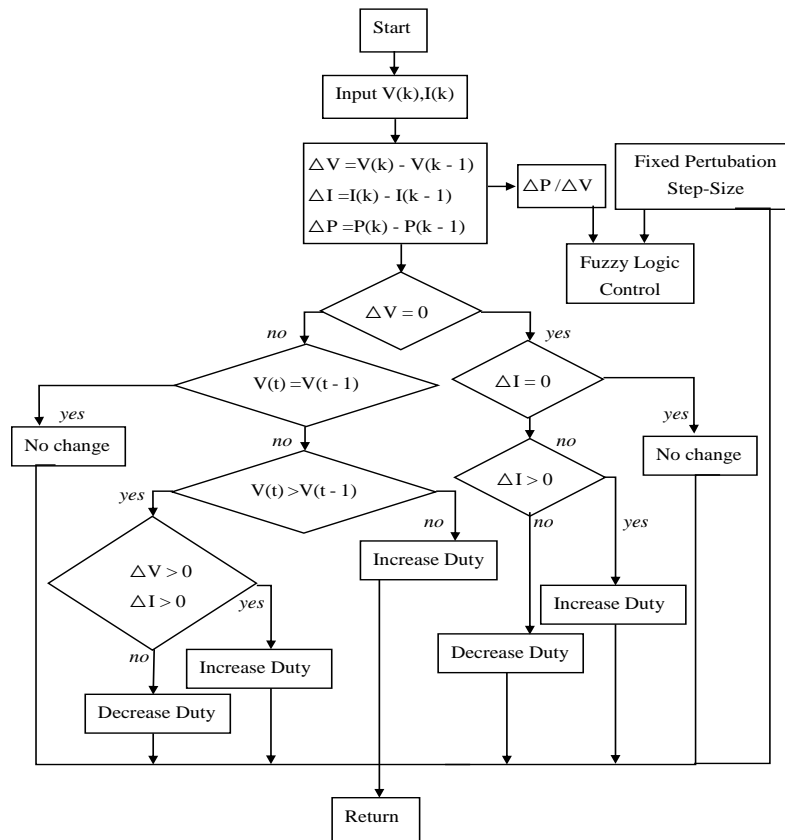 Start
Input V(k),I(k)
△V =V(k) - V(k - 1)
△I =I(k) - I(k - 1)
△P =P(k) - P(k - 1)
△P /△V
Fixed Pertubation
Step-Size
Fuzzy Logic
Control
△V = 0
no
yes
V(t) =V(t - 1)
△I = 0
yes
no
no
yes
No change
No change
V(t) >V(t - 1)
△I > 0
yes
no
no
yes
Increase Duty
△V > 0
△I > 0
yes
no
Increase Duty
Increase Duty
Decrease Duty
Decrease Duty
Return